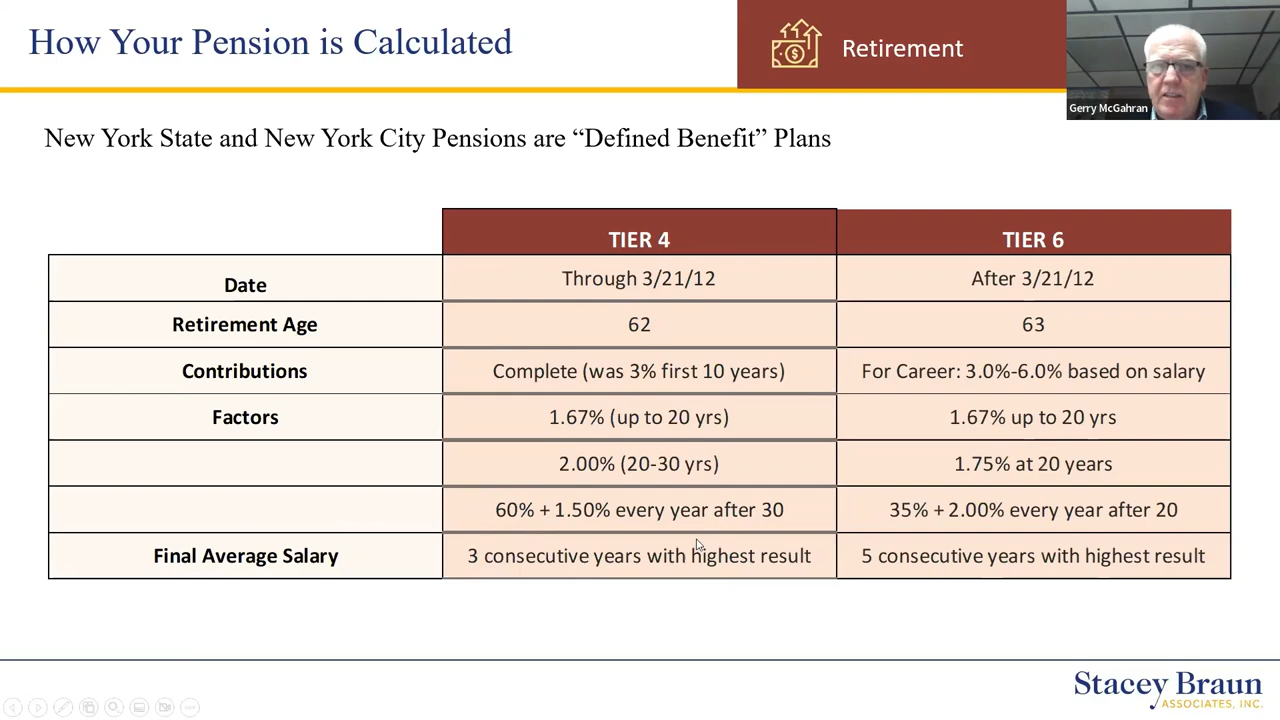 How Your Pension is Calculated
Retirement
Gerry McGahran
New York State and New York City Pensions are “Defined Benefit” Plans
TIER 4 TIER 6
Date Through 3/21/12 After 3/21/12
Retirement Age 62 63
Contributions Complete (was 3% first 10 years) For Career: 3.0%-6.0% based on salary
Factors 1.67% (up to 20 yrs) 1.67% up to 20 yrs
2.00% (20-30 yrs) 1.75% at 20 years
60% + 1.50% every year after 30 35% + 2.00% every year after 20
Final Average Salary 3 consecutive years with highest result 5 consecutive years with highest result
Stacey Braun
ASSOCIATES, INC.